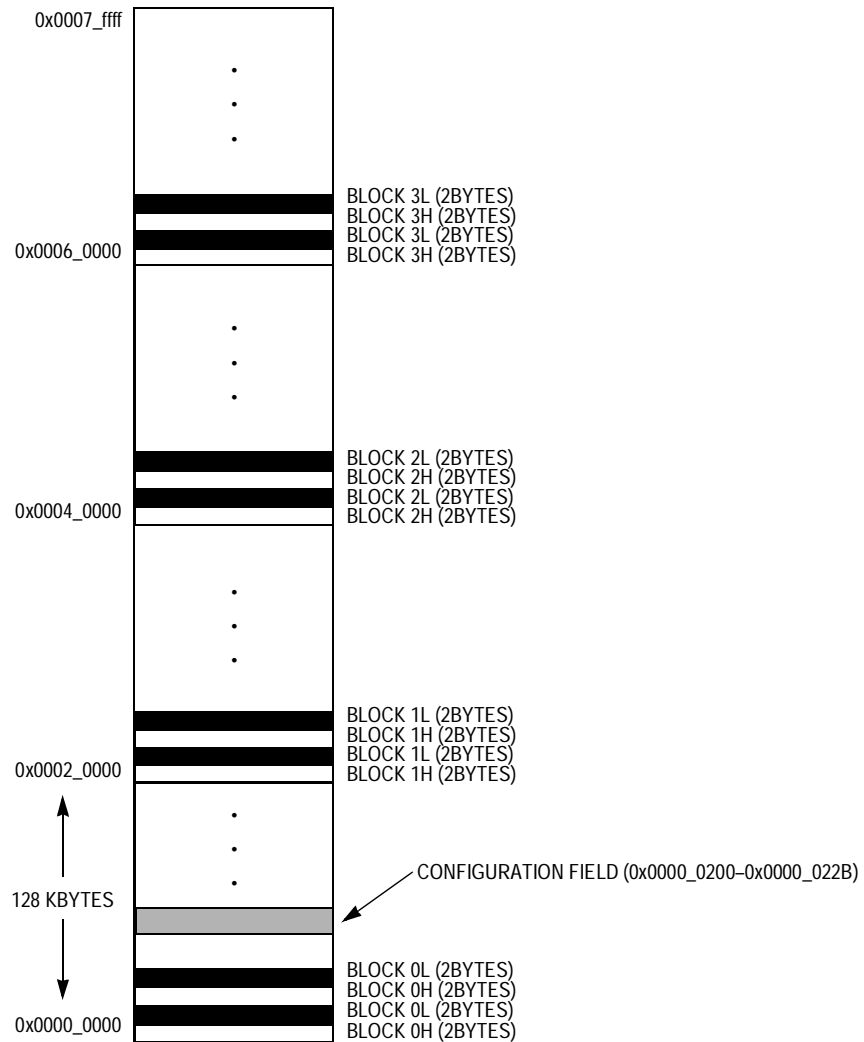 0x0007_ffff
BLOCK 3L (2BYTES)
BLOCK 3H (2BYTES)
BLOCK 3L (2BYTES)
0x0006_0000
BLOCK 3H (2BYTES)
BLOCK 2L (2BYTES)
BLOCK 2H (2BYTES)
BLOCK 2L (2BYTES)
0x0004_0000
BLOCK 2H (2BYTES)
BLOCK 1L (2BYTES)
BLOCK 1H (2BYTES)
BLOCK 1L (2BYTES)
0x0002_0000
BLOCK 1H (2BYTES)
CONFIGURATION FIELD (0x0000_0200–0x0000_022B)
128 KBYTES
BLOCK 0L (2BYTES)
BLOCK 0H (2BYTES)
BLOCK 0L (2BYTES)
0x0000_0000
BLOCK 0H (2BYTES)